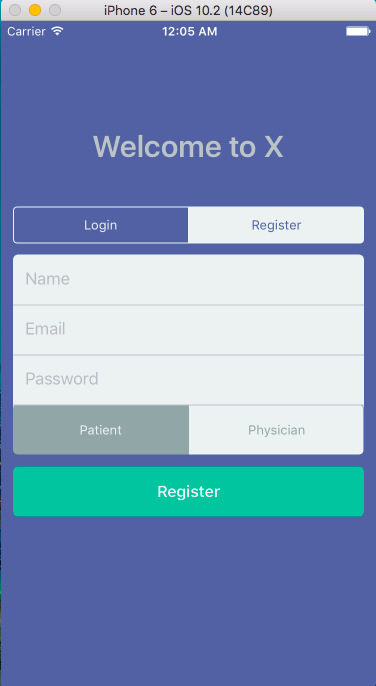 iPhone 6 – iOS 10.2 (14C89)
Carrier 12:05 AM
Welcome to X
Login Register
Name
Email
Password
Patient Physician
Register